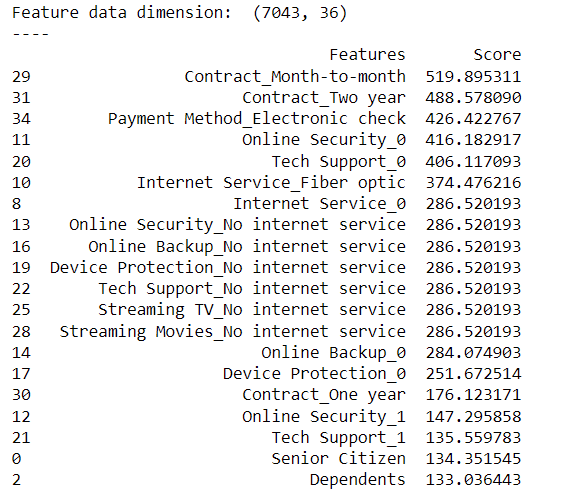 Feature data dimension:  (7043, 36)
----
Features Score
29 Contract_Month-to-month 519.895311
31 Contract_Two year 488.578090
34 Payment Method_Electronic check 426.422767
11 Online Security_0 416.182917
20 Tech Support_0 406.117093
10 Internet Service_Fiber optic 374.476216
8 Internet Service_0 286.520193
13 Online Security_No internet service 286.520193
16 Online Backup_No internet service 286.520193
19 Device Protection_No internet service 286.520193
22 Tech Support_No internet service 286.520193
25 Streaming TV_No internet service 286.520193
28 Streaming Movies_No internet service 286.520193
14 Online Backup_0 284.074903
17 Device Protection_0 251.672514
30 Contract_One year 176.123171
12 Online Security_1 147.295858
21 Tech Support_1 135.559783
0 Senior Citizen 134.351545
2 Dependents 133.036443